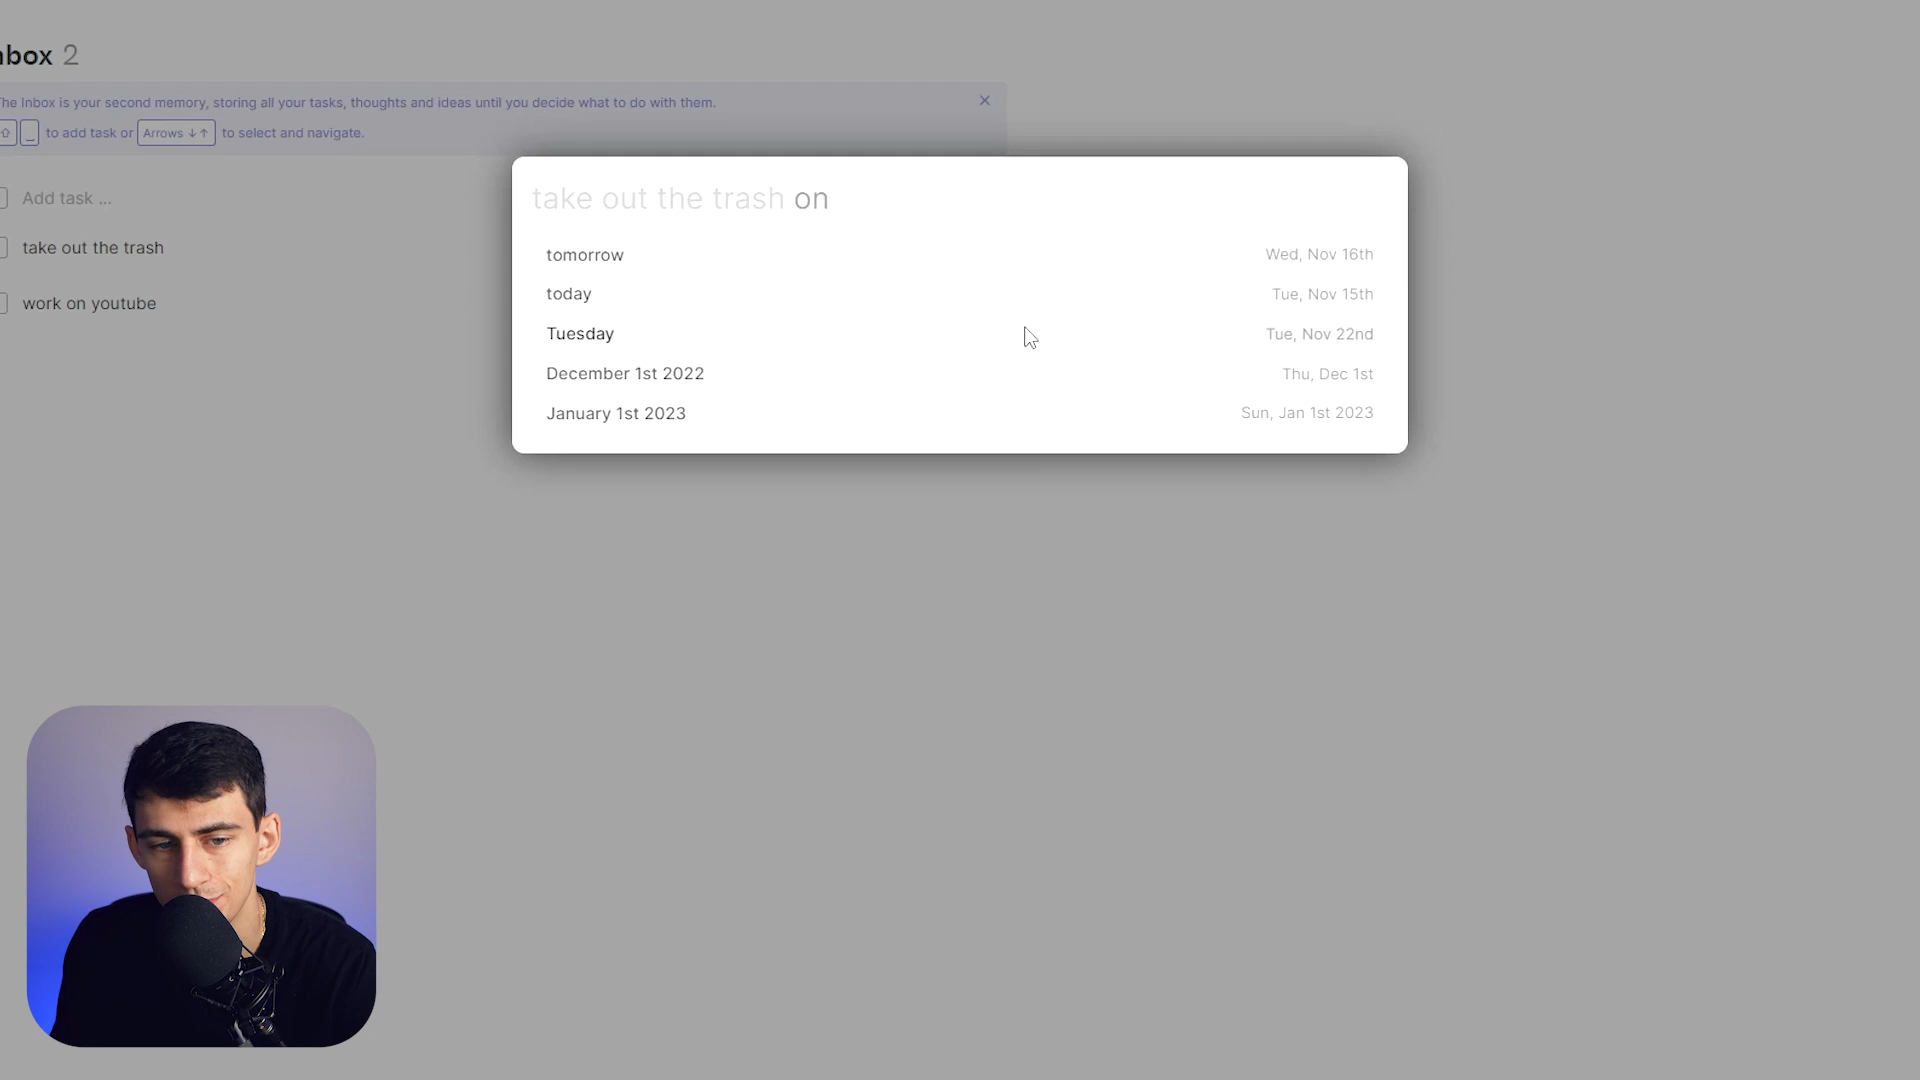 nbox 2
The Inbox is your second memory, storing all your tasks, thoughts and ideas until you decide what to do with them.
⇧ _ to add task or Arrows ↓↑ to select and navigate.
Add task ...
take out the trash
work on youtube
take out the trash on
tomorrow Wed, Nov 16th
today Tue, Nov 15th
Tuesday Tue, Nov 22nd
December 1st 2022 Thu, Dec 1st
January 1st 2023 Sun, Jan 1st 2023